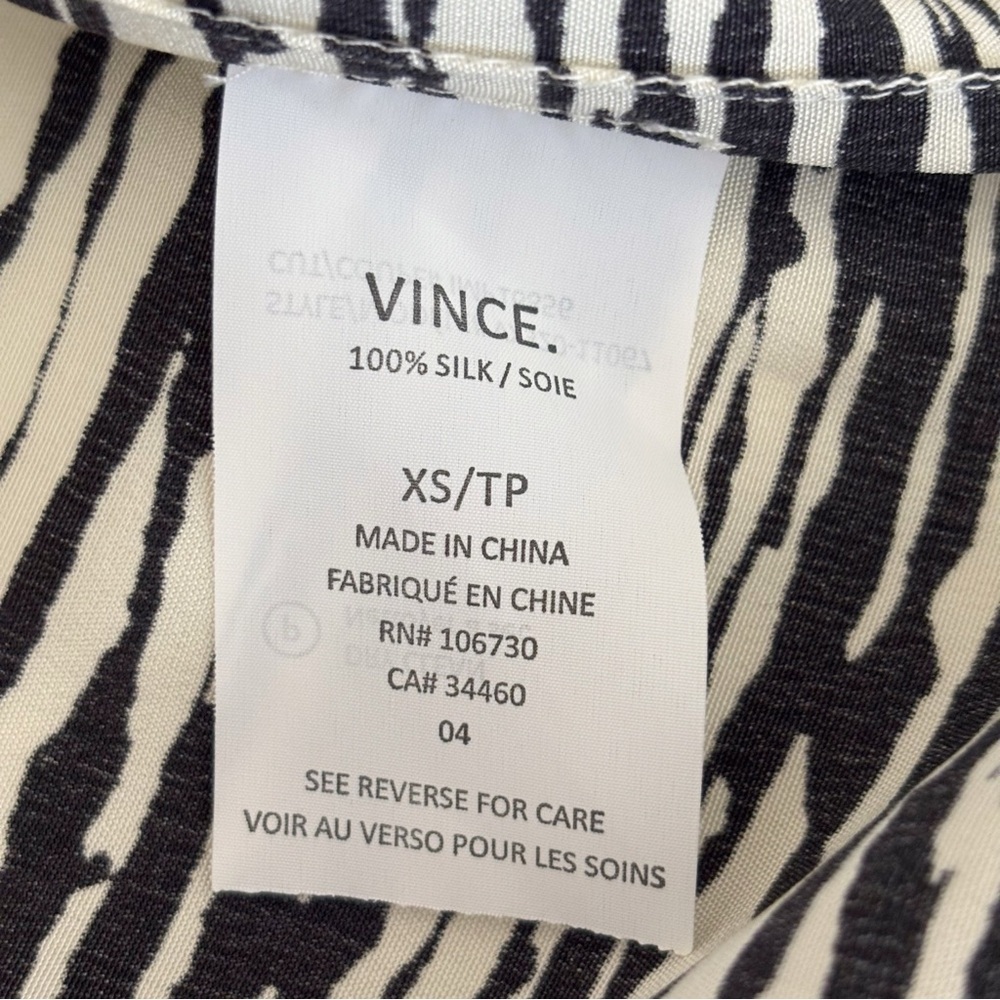 VINCE.
100% SILK / SOIE
XS/TP
MADE IN CHINA
FABRIQUÉ EN CHINE
RN# 106730
CA# 34460
04
SEE REVERSE FOR CARE
VOIR AU VERSO POUR LES SOINS